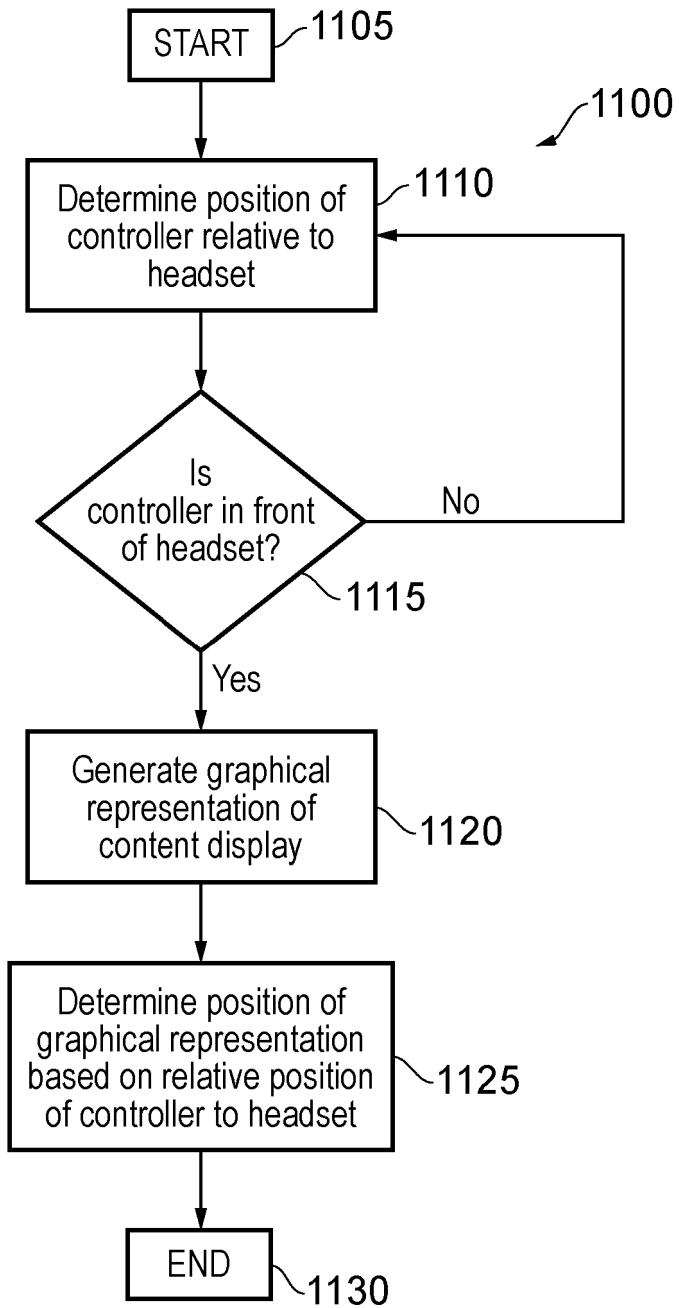 START
1105
1100
1110
Determine position of
controller relative to
headset
Is
controller in front
of headset?
No
1115
Yes
Generate graphical
representation of
content display
1120
Determine position of
graphical representation
based on relative position
of controller to headset
1125
END
1130